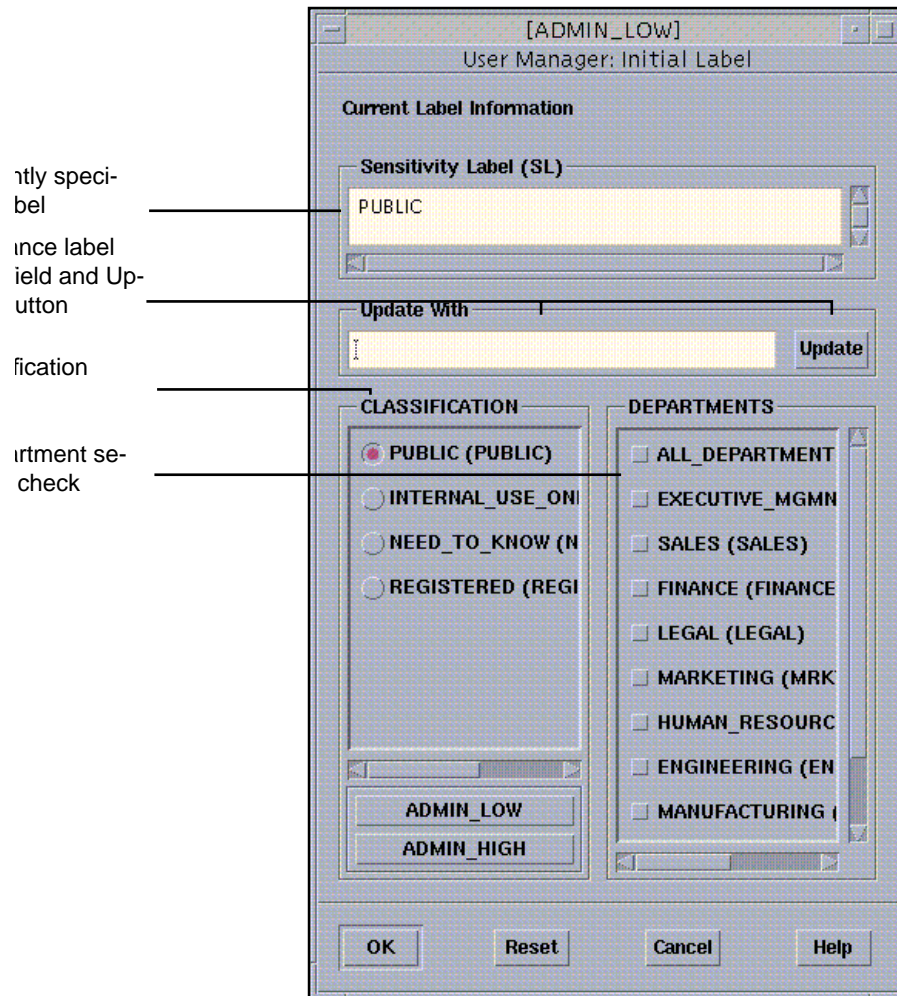 [ADMIN_LOW]
User Manager: Initial Label
Current Label Information
Sensitivity Label (SL)
PUBLIC
ntly speci-
bel
ance label
ield and Up-
utton
Update With
Update
fication
CLASSIFICATION
PUBLIC (PUBLIC)
INTERNAL_USE_ONL
NEED_TO_KNOW (N
REGISTERED (REGI
ADMIN_LOW
ADMIN_HIGH
artment se-
check
DEPARTMENTS
ALL_DEPARTMENT
EXECUTIVE_MGMN
SALES (SALES)
FINANCE (FINANCE
LEGAL (LEGAL)
MARKETING (MRK
HUMAN_RESOURC
ENGINEERING (EN
MANUFACTURING (
OK
Reset
Cancel
Help